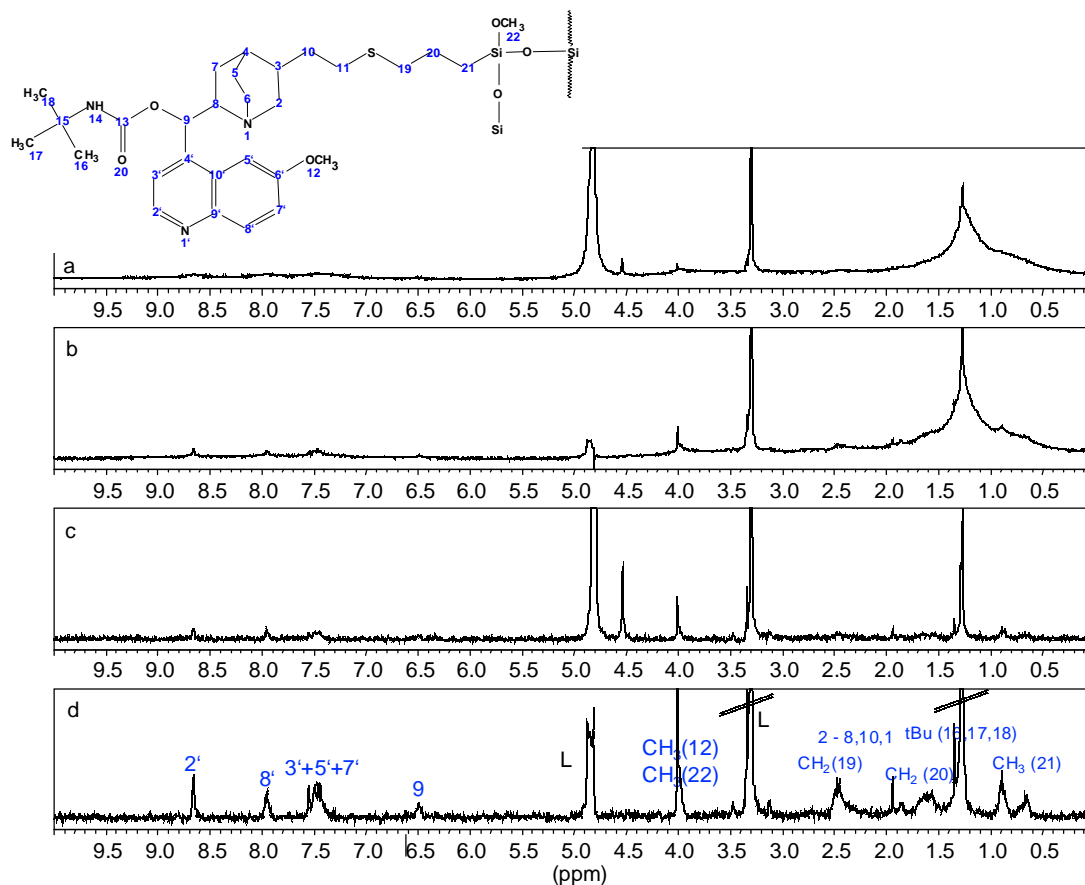 OCH3
22
4
10
S
20
7
Si
O
Si
5
3
11
19
21
6
8
2
O
H3C
18
NH
O
9
N
1
Si
15
14
13
17
CH3
16
O
20
4'
5'
3'
10'
6'
OCH3
12
2'
9'
7'
N
1'
8'
a
9.5 9.0 8.5 8.0 7.5 7.0 6.5 6.0 5.5 5.0 4.5 4.0 3.5 3.0 2.5 2.0 1.5 1.0 0.5
b
9.5 9.0 8.5 8.0 7.5 7.0 6.5 6.0 5.5 5.0 4.5 4.0 3.5 3.0 2.5 2.0 1.5 1.0 0.5
c
9.5 9.0 8.5 8.0 7.5 7.0 6.5 6.0 5.5 5.0 4.5 4.0 3.5 3.0 2.5 2.0 1.5 1.0 0.5
d
2'
8'
3'+5'+7'
9
L
CH3(12)
CH3(22)
L
2 - 8,10,1
CH2(19)
tBu (16,17,18)
CH2 (20)
CH3 (21)
9.5 9.0 8.5 8.0 7.5 7.0 6.5 6.0 5.5 5.0 4.5 4.0 3.5 3.0 2.5 2.0 1.5 1.0 0.5
(ppm)